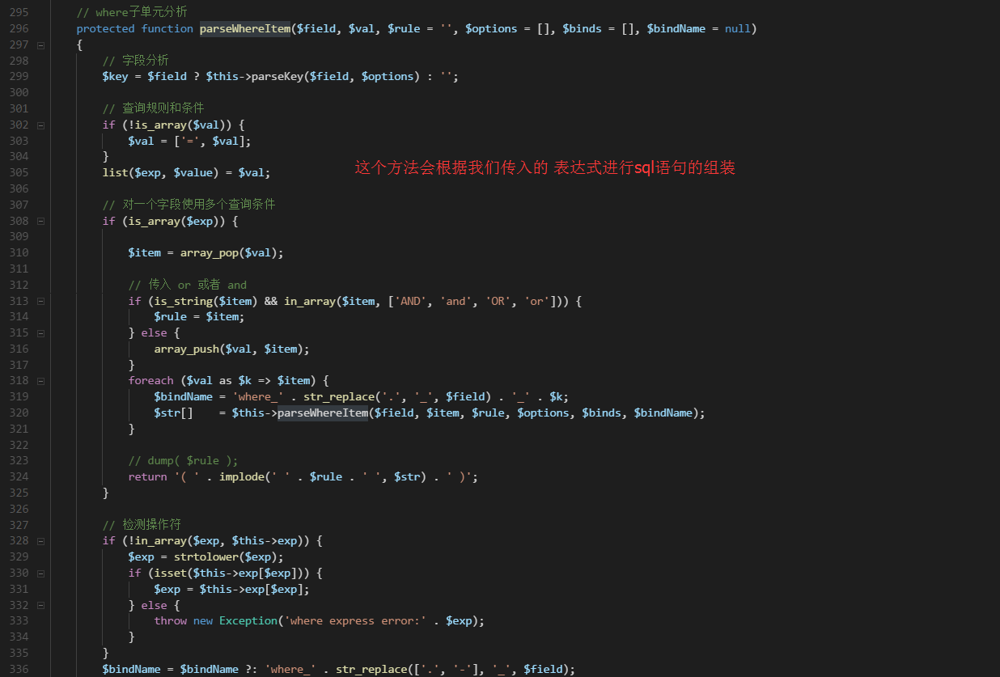 295 // where子单元分析
296 protected function parseWhereItem($field, $val, $rule = '', $options = [], $binds = [], $bindName = null)
297 {
298 // 字段分析
299 $key = $field ? $this->parseKey($field, $options) : '';
300
301 // 查询规则和条件
302 if (!is_array($val)) {
303 $val = ['=', $val];
304 }
305 list($exp, $value) = $val;
这个方法会根据我们传入的 表达式进行sql语句的组装
306
307 // 对一个字段使用多个查询条件
308 if (is_array($exp)) {
309
310 $item = array_pop($val);
311
312 // 传入 or 或者 and
313 if (is_string($item) && in_array($item, ['AND', 'and', 'OR', 'or'])) {
314 $rule = $item;
315 } else {
316 array_push($val, $item);
317 }
318 foreach ($val as $k => $item) {
319 $bindName = 'where_' . str_replace('.', '_', $field) . '_' . $k;
320 $str[] = $this->parseWhereItem($field, $item, $rule, $options, $binds, $bindName);
321 }
322
323 // dump( $rule );
324 return '( ' . implode(' ' . $rule . ' ', $str) . ' )';
325 }
326
327 // 检测操作符
328 if (!in_array($exp, $this->exp)) {
329 $exp = strtolower($exp);
330 if (isset($this->exp[$exp])) {
331 $exp = $this->exp[$exp];
332 } else {
333 throw new Exception('where express error:' . $exp);
334 }
335 }
336 $bindName = $bindName ?: 'where_' . str_replace(['.', '-'], '_', $field);